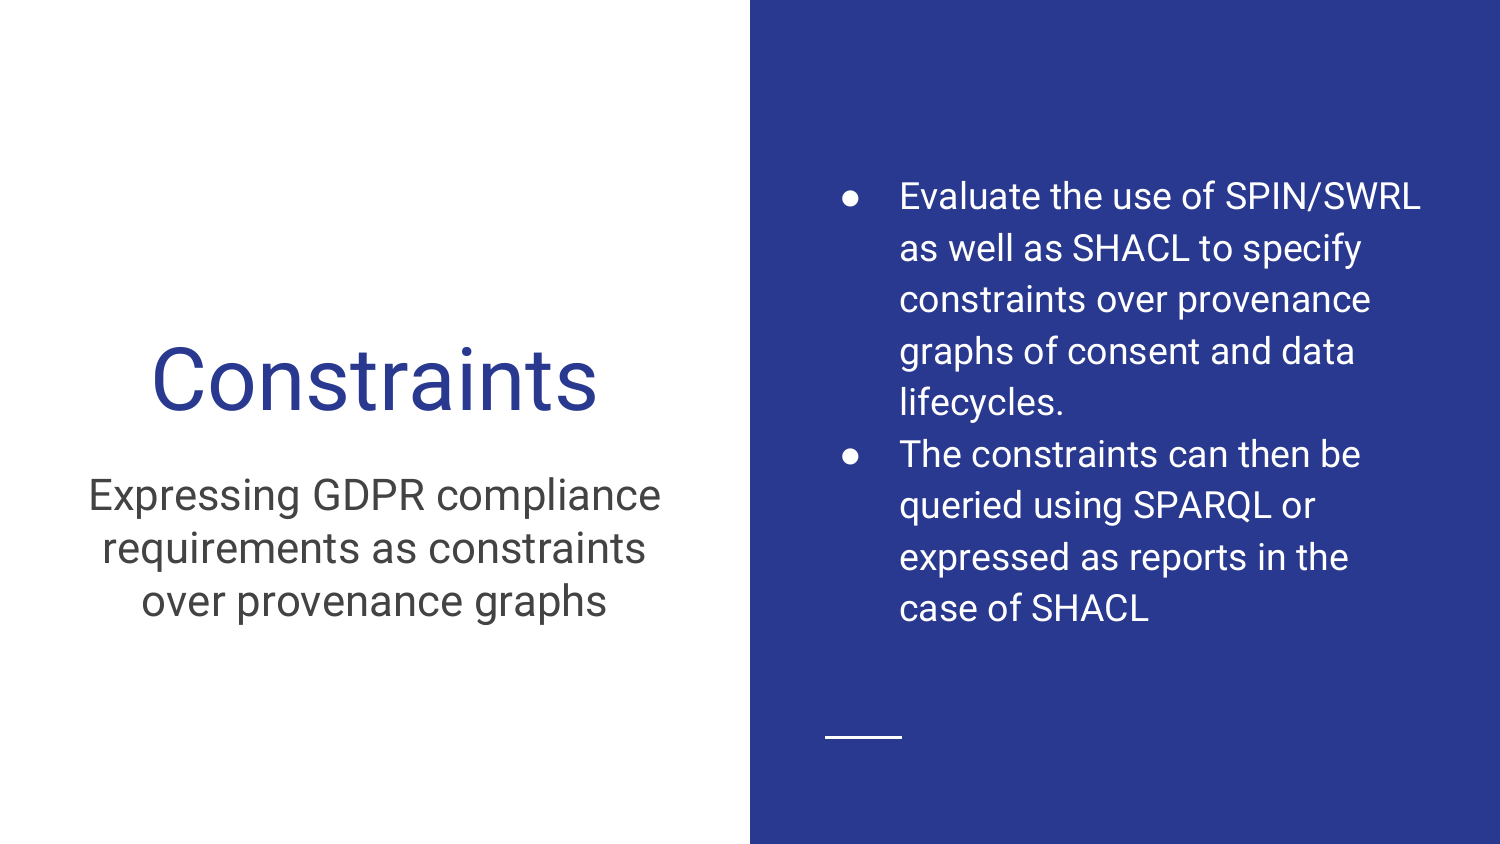 Constraints
Expressing GDPR compliance
requirements as constraints
over provenance graphs
● Evaluate the use of SPIN/SWRL
as well as SHACL to specify
constraints over provenance
graphs of consent and data
lifecycles.
● The constraints can then be
queried using SPARQL or
expressed as reports in the
case of SHACL